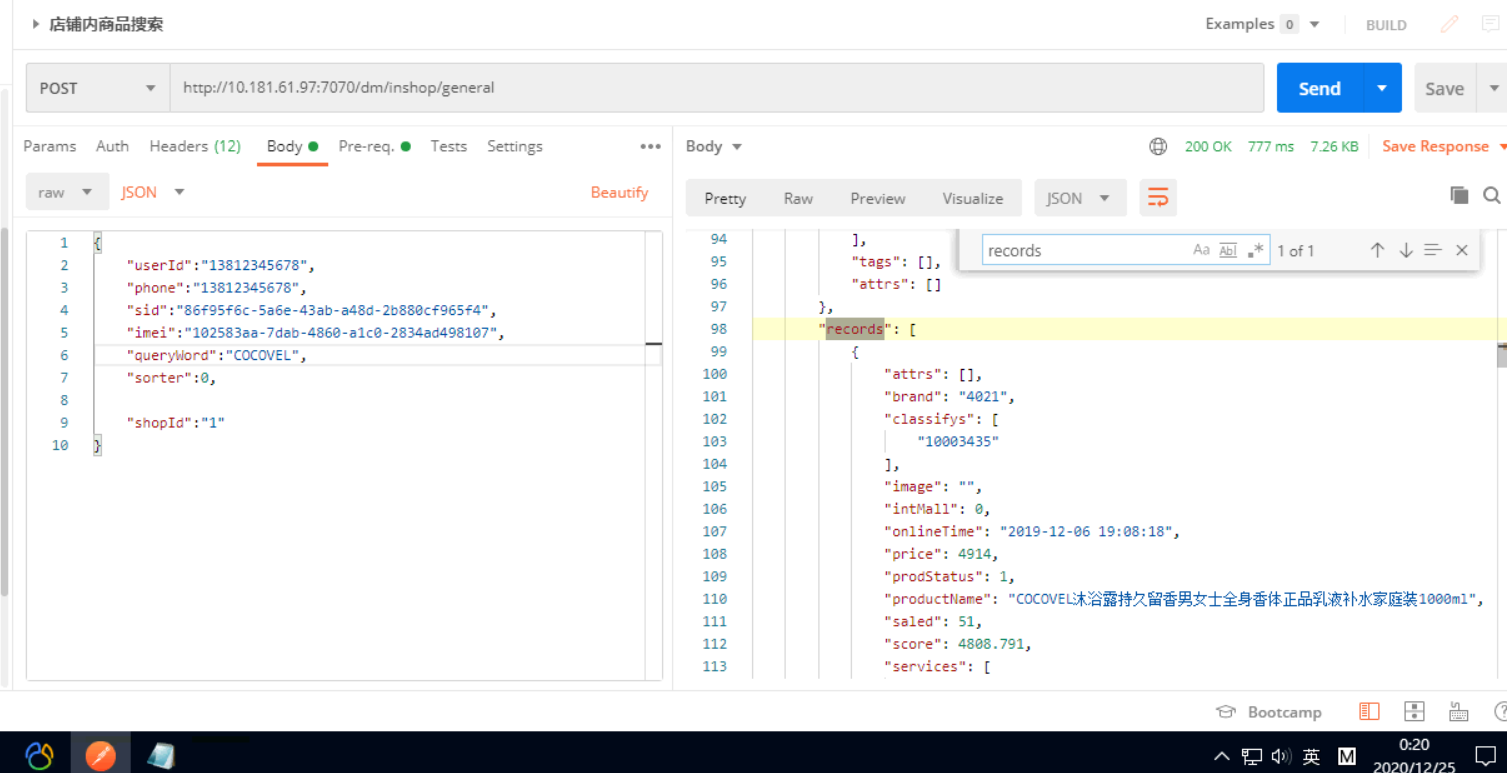 店铺内商品搜索
Examples 0
BUILD
POST
http://10.181.61.97:7070/dm/inshop/general
Send
Save
Params Auth Headers (12) Body Pre-req. Tests Settings
raw
JSON
Beautify
1 {
2 "userId":"13812345678",
3 "phone":"13812345678",
4 "sid":"86f95f6c-5a6e-43ab-a48d-2b880cf965f4",
5 "imei":"102583aa-7dab-4860-a1c0-2834ad498107",
6 "queryWord":"COCOVEL",
7 "sorter":0,
8
9 "shopId":"1"
10 }
Body
200 OK 777 ms 7.26 KB Save Response
Pretty Raw Preview Visualize JSON
records
Aa Abl .* 1 of 1
94 ],
95 "tags": [],
96 "attrs": []
97 },
98 "records": [
99 {
100 "attrs": [],
101 "brand": "4021",
102 "classifys": [
103 "10003435"
104 ],
105 "image": "",
106 "intMall": 0,
107 "onlineTime": "2019-12-06 19:08:18",
108 "price": 4914,
109 "prodStatus": 1,
110 "productName": "COCOVEL沐浴露持久留香男女士全身香体正品乳液补水家庭装1000ml",
111 "saled": 51,
112 "score": 4808.791,
113 "services": [
Bootcamp
英 M
0:20
2020/12/25